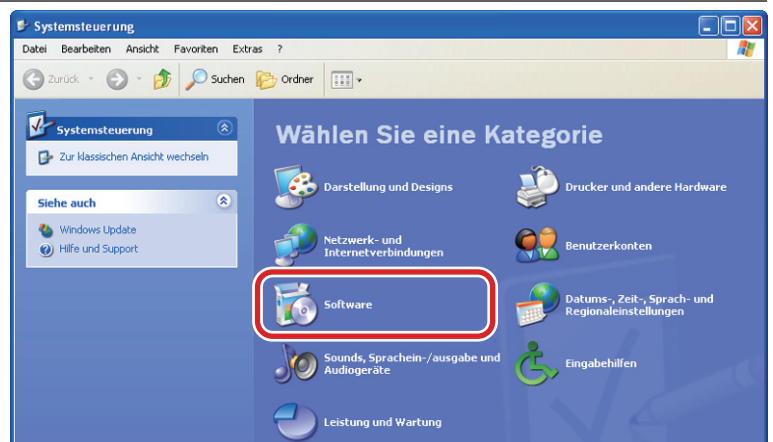 Systemsteuerung
Datei Bearbeiten Ansicht Favoriten Extras ?
Zurück Suchen Ordner
Systemsteuerung
Zur klassischen Ansicht wechseln
Siehe auch
Windows Update
Hilfe und Support
Wählen Sie eine Kategorie
Darstellung und Designs
Drucker und andere Hardware
Netzwerk- und
Internetverbindungen
Benutzerkonten
Software
Datums-, Zeit-, Sprach- und
Regionaleinstellungen
Sounds, Sprachein-/ausgabe und
Audiogeräte
Eingabehilfen
Leistung und Wartung